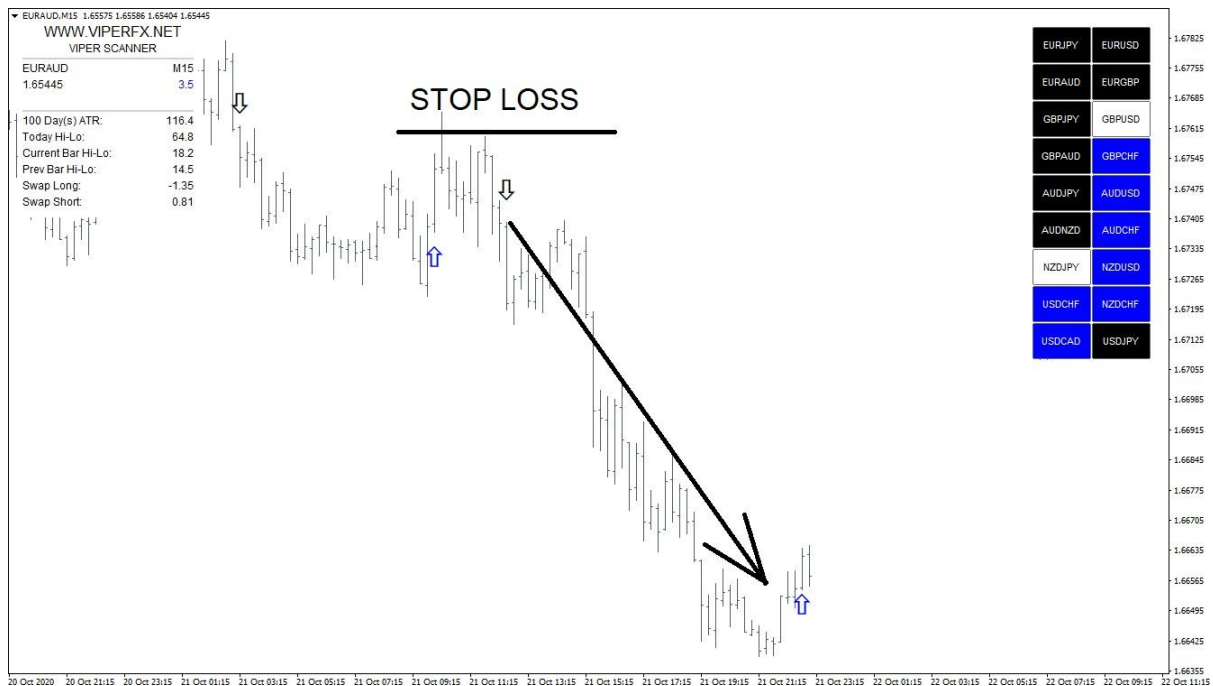 EURAUD,M15 1.65575 1.65586 1.65404 1.65445
WWW.VIPERFX.NET
VIPER SCANNER
EURAUD M15
1.65445 3.5
100 Day(s) ATR: 116.4
Today Hi-Lo: 64.8
Current Bar Hi-Lo: 18.2
Prev Bar Hi-Lo: 14.5
Swap Long: -1.35
Swap Short: 0.81
STOP LOSS
EURJPY EURUSD
EURAUD EURGBP
GBPJPY GBPUSD
GBPAUD GBPCHF
AUDJPY AUDUSD
AUDNZD AUDCHF
NZDJPY NZDUSD
USDCHF NZDCHF
USDCAD USDJPY
1.67825
1.67755
1.67685
1.67615
1.67545
1.67475
1.67405
1.67335
1.67265
1.67195
1.67125
1.67055
1.66985
1.66915
1.66845
1.66775
1.66705
1.66635
1.66565
1.66495
1.66425
1.66355
20 Oct 2020 20 Oct 21:15 20 Oct 23:15 21 Oct 01:15 21 Oct 03:15 21 Oct 05:15 21 Oct 07:15 21 Oct 09:15 21 Oct 11:15 21 Oct 13:15 21 Oct 15:15 21 Oct 17:15 21 Oct 19:15 21 Oct 21:15 21 Oct 23:15 22 Oct 01:15 22 Oct 03:15 22 Oct 05:15 22 Oct 07:15 22 Oct 09:15 22 Oct 11:15